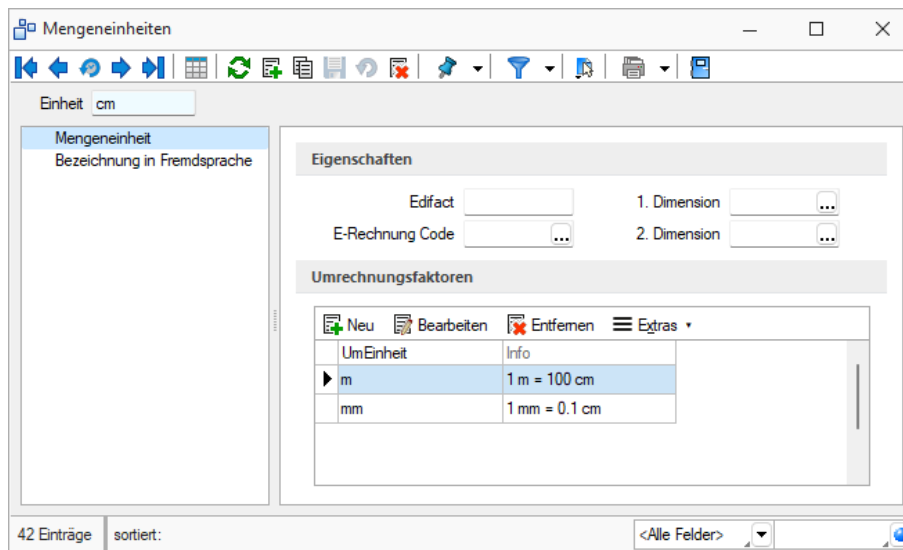 Mengeneinheiten
Einheit cm
Mengeneinheit
Bezeichnung in Fremdsprache
Eigenschaften
Edifact 1. Dimension ...
E-Rechnung Code ... 2. Dimension ...
Umrechnungsfaktoren
Neu Bearbeiten Entfernen Extras
UmEinheit Info
m 1 m = 100 cm
mm 1 mm = 0.1 cm
42 Einträge sortiert: <Alle Felder>